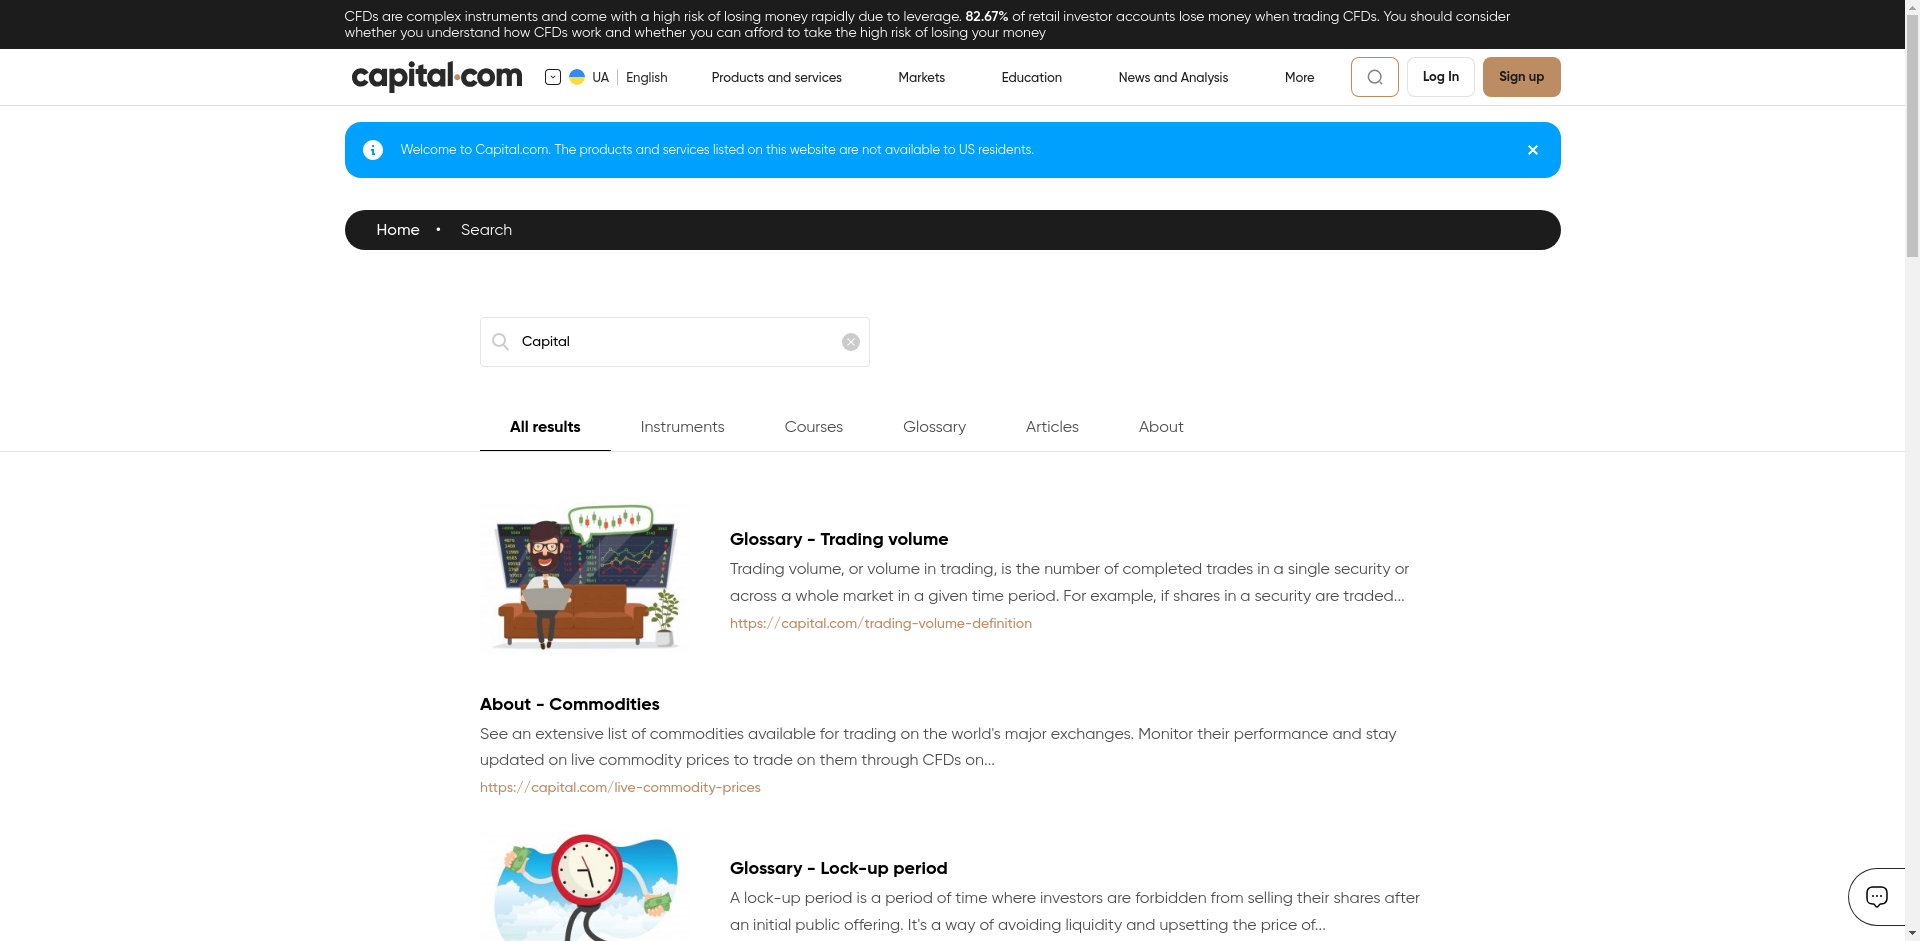 CFDs are complex instruments and come with a high risk of losing money rapidly due to leverage. 82.67% of retail investor accounts lose money when trading CFDs. You should consider
whether you understand how CFDs work and whether you can afford to take the high risk of losing your money
capital.com
UA | English
Products and services
Markets
Education
News and Analysis
More
Log In
Sign up
Welcome to Capital.com. The products and services listed on this website are not available to US residents.
Home • Search
Capital
All results
Instruments
Courses
Glossary
Articles
About
Glossary - Trading volume
Trading volume, or volume in trading, is the number of completed trades in a single security or
across a whole market in a given time period. For example, if shares in a security are traded...
https://capital.com/trading-volume-definition
About - Commodities
See an extensive list of commodities available for trading on the world's major exchanges. Monitor their performance and stay
updated on live commodity prices to trade on them through CFDs on...
https://capital.com/live-commodity-prices
Glossary - Lock-up period
A lock-up period is a period of time where investors are forbidden from selling their shares after
an initial public offering. It's a way of avoiding liquidity and upsetting the price of...